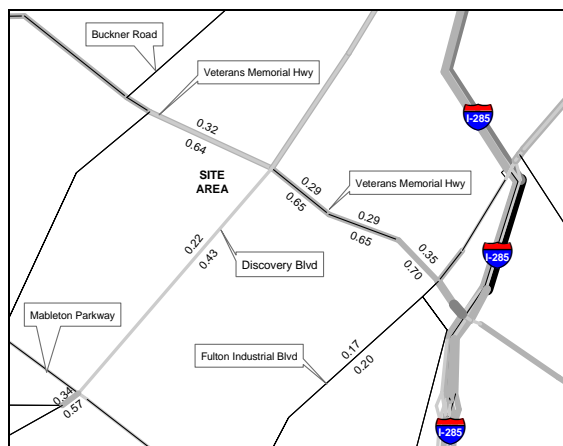 Buckner Road
Veterans Memorial Hwy
I-285
0.32
0.64
SITE
AREA
0.29
0.65
Veterans Memorial Hwy
0.29
0.65
0.22
0.43
Discovery Blvd
0.35
0.70
I-285
Mableton Parkway
0.17
0.20
Fulton Industrial Blvd
0.34
0.57
I-285